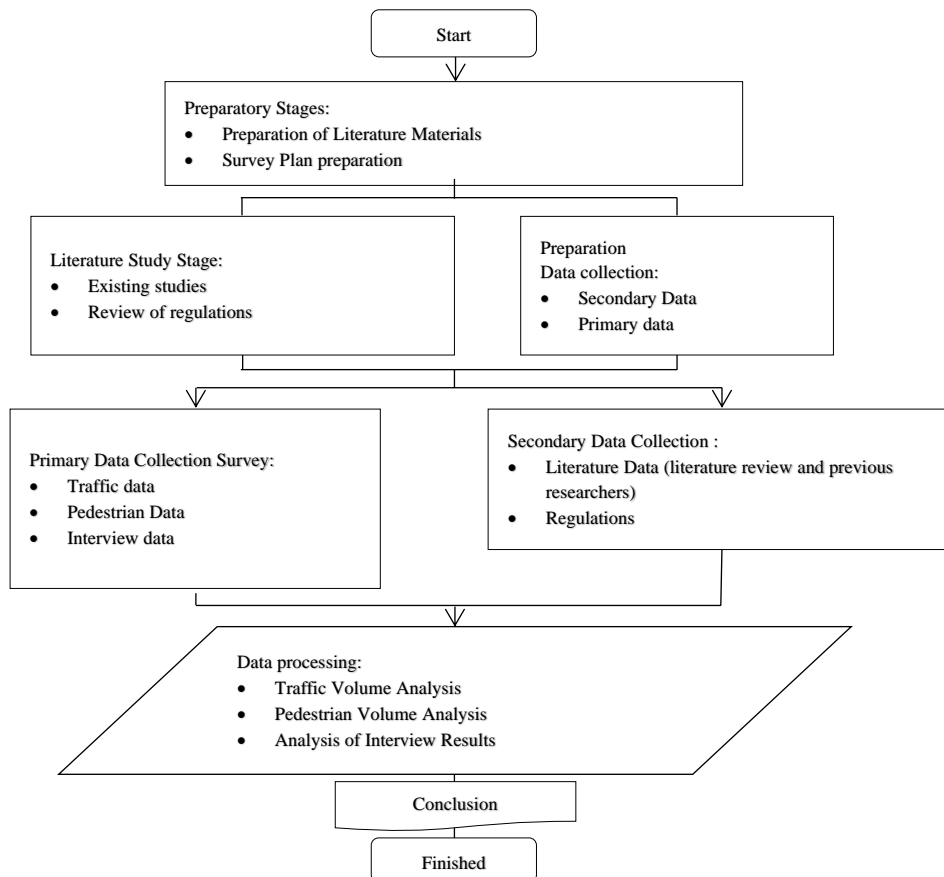 Start
Preparatory Stages:
• Preparation of Literature Materials
• Survey Plan preparation
Literature Study Stage:
• Existing studies
• Review of regulations
Preparation
Data collection:
• Secondary Data
• Primary data
Primary Data Collection Survey:
• Traffic data
• Pedestrian Data
• Interview data
Secondary Data Collection :
• Literature Data (literature review and previous
researchers)
• Regulations
Data processing:
• Traffic Volume Analysis
• Pedestrian Volume Analysis
• Analysis of Interview Results
Conclusion
Finished